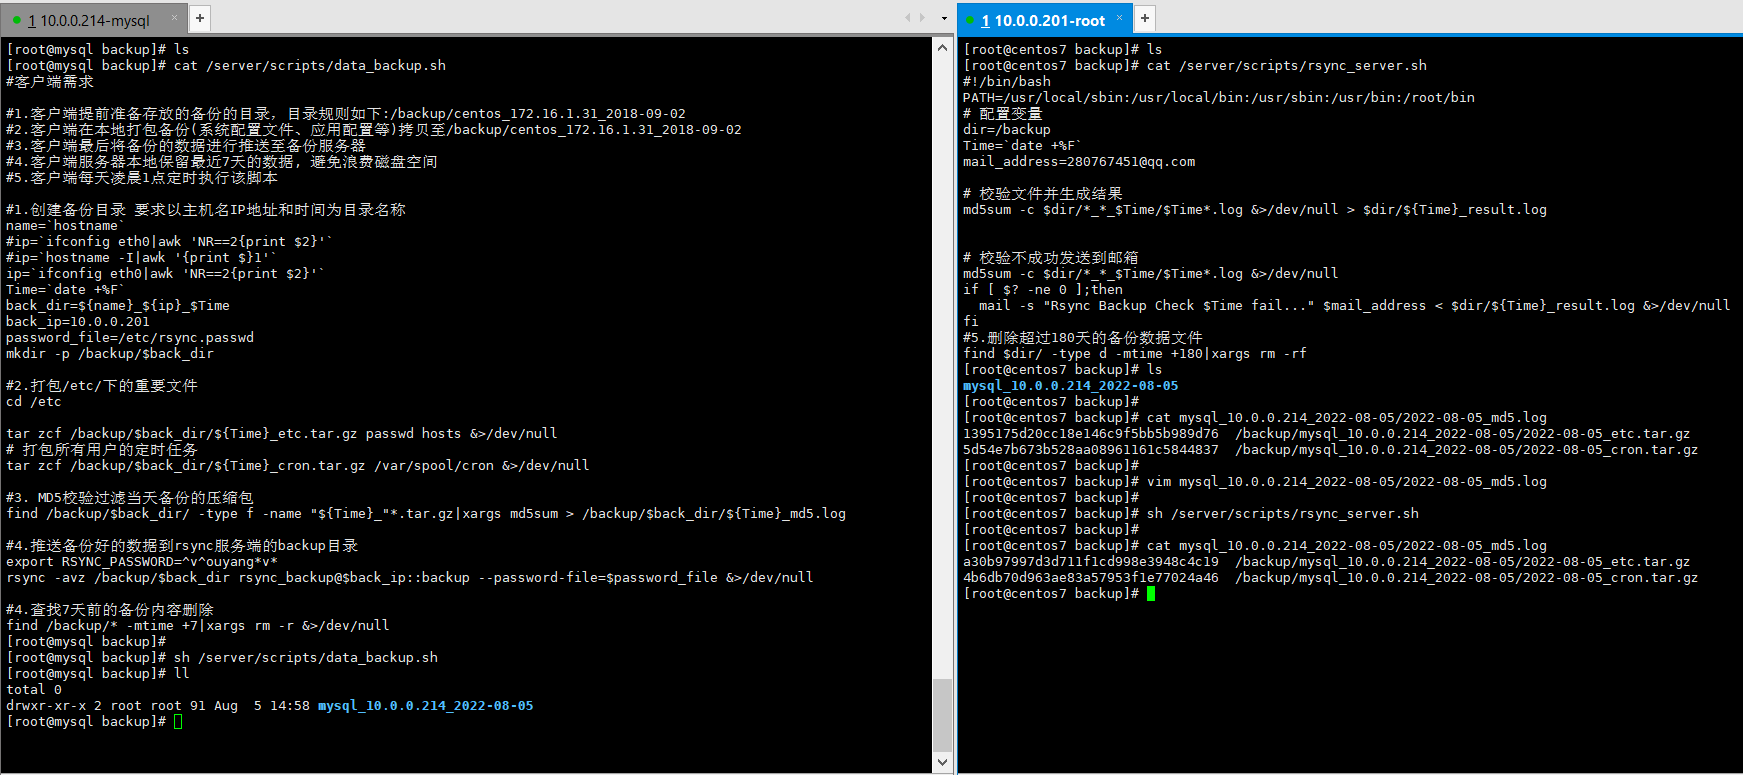 1 10.0.0.214-mysql × +
[root@mysql backup]# ls
[root@mysql backup]# cat /server/scripts/data_backup.sh
#客户端需求
#1.客户端提前准备存放的备份的目录，目录规则如下:/backup/centos_172.16.1.31_2018-09-02
#2.客户端在本地打包备份(系统配置文件、应用配置等)拷贝至/backup/centos_172.16.1.31_2018-09-02
#3.客户端最后将备份的数据进行推送至备份服务器
#4.客户端服务器本地保留最近7天的数据，避免浪费磁盘空间
#5.客户端每天凌晨1点定时执行该脚本
#1.创建备份目录 要求以主机名IP地址和时间为目录名称
name=`hostname`
#ip=`ifconfig eth0|awk 'NR==2{print $2}'`
#ip=`hostname -I|awk '{print $}1'`
ip=`ifconfig eth0|awk 'NR==2{print $2}'`
Time=`date +%F`
back_dir=${name}_${ip}_$Time
back_ip=10.0.0.201
password_file=/etc/rsync.passwd
mkdir -p /backup/$back_dir
#2.打包/etc/下的重要文件
cd /etc
tar zcf /backup/$back_dir/${Time}_etc.tar.gz passwd hosts &>/dev/null
# 打包所有用户的定时任务
tar zcf /backup/$back_dir/${Time}_cron.tar.gz /var/spool/cron &>/dev/null
#3. MD5校验过滤当天备份的压缩包
find /backup/$back_dir/ -type f -name "${Time}_"*.tar.gz|xargs md5sum > /backup/$back_dir/${Time}_md5.log
#4.推送备份好的数据到rsync服务端的backup目录
export RSYNC_PASSWORD=^v^ouyang*v*
rsync -avz /backup/$back_dir rsync_backup@$back_ip::backup --password-file=$password_file &>/dev/null
#4.查找7天前的备份内容删除
find /backup/* -mtime +7|xargs rm -r &>/dev/null
[root@mysql backup]#
[root@mysql backup]# sh /server/scripts/data_backup.sh
[root@mysql backup]# ll
total 0
drwxr-xr-x 2 root root 91 Aug  5 14:58 mysql_10.0.0.214_2022-08-05
[root@mysql backup]#
1 10.0.0.201-root × +
[root@centos7 backup]# ls
[root@centos7 backup]# cat /server/scripts/rsync_server.sh
#!/bin/bash
PATH=/usr/local/sbin:/usr/local/bin:/usr/sbin:/usr/bin:/root/bin
# 配置变量
dir=/backup
Time=`date +%F`
mail_address=280767451@qq.com
# 校验文件并生成结果
md5sum -c $dir/*_*_$Time/$Time*.log &>/dev/null > $dir/${Time}_result.log
# 校验不成功发送到邮箱
md5sum -c $dir/*_*_$Time/$Time*.log &>/dev/null
if [ $? -ne 0 ];then
  mail -s "Rsync Backup Check $Time fail..." $mail_address < $dir/${Time}_result.log &>/dev/null
fi
#5.删除超过180天的备份数据文件
find $dir/ -type d -mtime +180|xargs rm -rf
[root@centos7 backup]# ls
mysql_10.0.0.214_2022-08-05
[root@centos7 backup]#
[root@centos7 backup]# cat mysql_10.0.0.214_2022-08-05/2022-08-05_md5.log
1395175d20cc18e146c9f5bb5b989d76  /backup/mysql_10.0.0.214_2022-08-05/2022-08-05_etc.tar.gz
5d54e7b673b528aa08961161c5844837  /backup/mysql_10.0.0.214_2022-08-05/2022-08-05_cron.tar.gz
[root@centos7 backup]#
[root@centos7 backup]# vim mysql_10.0.0.214_2022-08-05/2022-08-05_md5.log
[root@centos7 backup]#
[root@centos7 backup]# sh /server/scripts/rsync_server.sh
[root@centos7 backup]#
[root@centos7 backup]# cat mysql_10.0.0.214_2022-08-05/2022-08-05_md5.log
a30b97997d3d711f1cd998e3948c4c19  /backup/mysql_10.0.0.214_2022-08-05/2022-08-05_etc.tar.gz
4b6db70d963ae83a57953f1e77024a46  /backup/mysql_10.0.0.214_2022-08-05/2022-08-05_cron.tar.gz
[root@centos7 backup]#